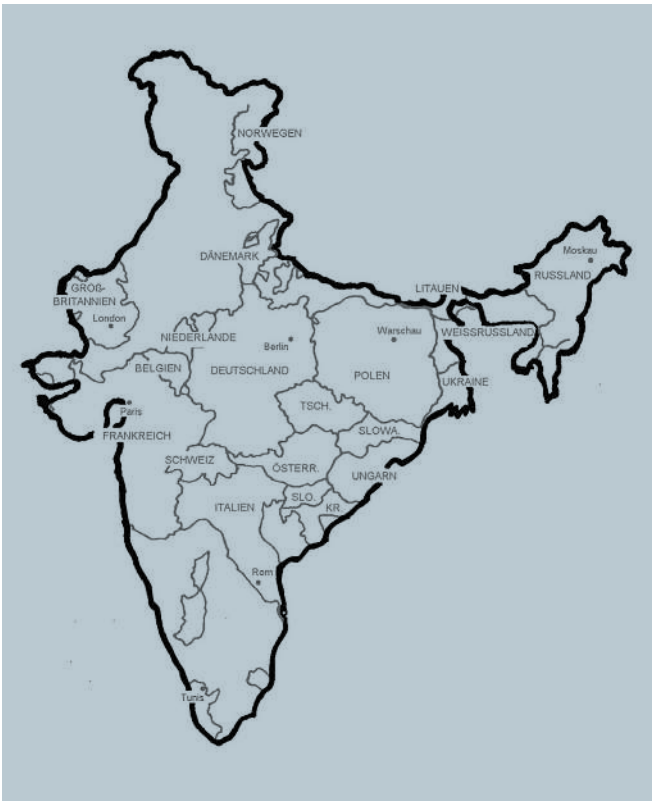 NORWEGEN
DÄNEMARK
Moskau
RUSSLAND
GROß-
BRITANNIEN
London
LITAUEN
NIEDERLANDE
Berlin
Warschau
WEISSRUSSLAND
BELGIEN
DEUTSCHLAND
POLEN
UKRAINE
Paris
TSCH.
FRANKREICH
SLOWA.
SCHWEIZ
ÖSTERR.
UNGARN
SLO.
ITALIEN
KR.
Rom
Tunis